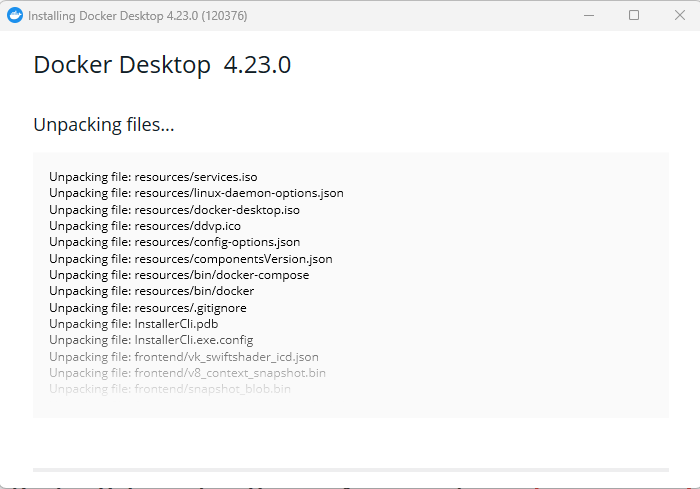 Installing Docker Desktop 4.23.0 (120376)
Docker Desktop 4.23.0
Unpacking files...
Unpacking file: resources/services.iso
Unpacking file: resources/linux-daemon-options.json
Unpacking file: resources/docker-desktop.iso
Unpacking file: resources/ddvp.ico
Unpacking file: resources/config-options.json
Unpacking file: resources/componentsVersion.json
Unpacking file: resources/bin/docker-compose
Unpacking file: resources/bin/docker
Unpacking file: resources/.gitignore
Unpacking file: InstallerCli.pdb
Unpacking file: InstallerCli.exe.config
Unpacking file: frontend/vk_swiftshader_icd.json
Unpacking file: frontend/v8_context_snapshot.bin
Unpacking file: frontend/snapshot_blob.bin